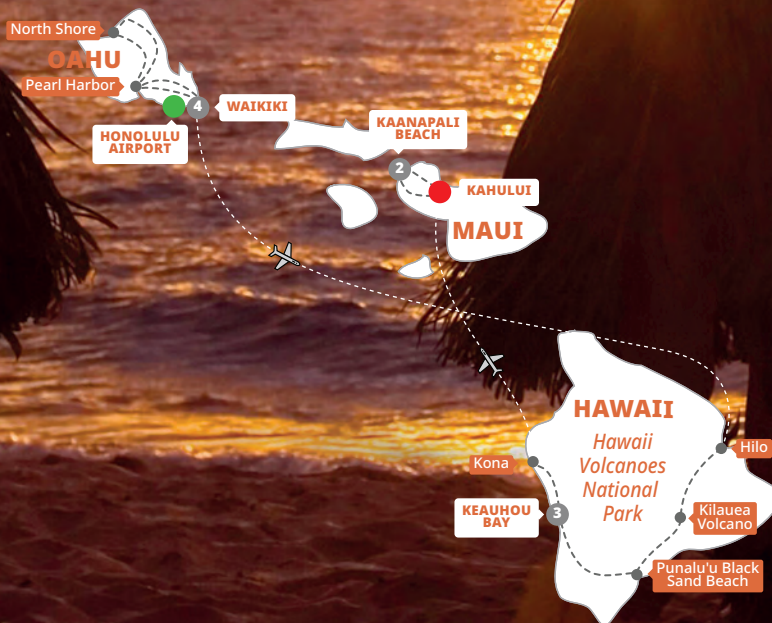 North Shore
OAHU
Pearl Harbor
4
WAIKIKI
HONOLULU
AIRPORT
KAANAPALI
BEACH
2
KAHULUI
MAUI
HAWAII
Hawaii
Volcanoes
National
Park
Kona
Hilo
KEAUHOU
BAY
3
Kilauea
Volcano
Punalu'u Black
Sand Beach